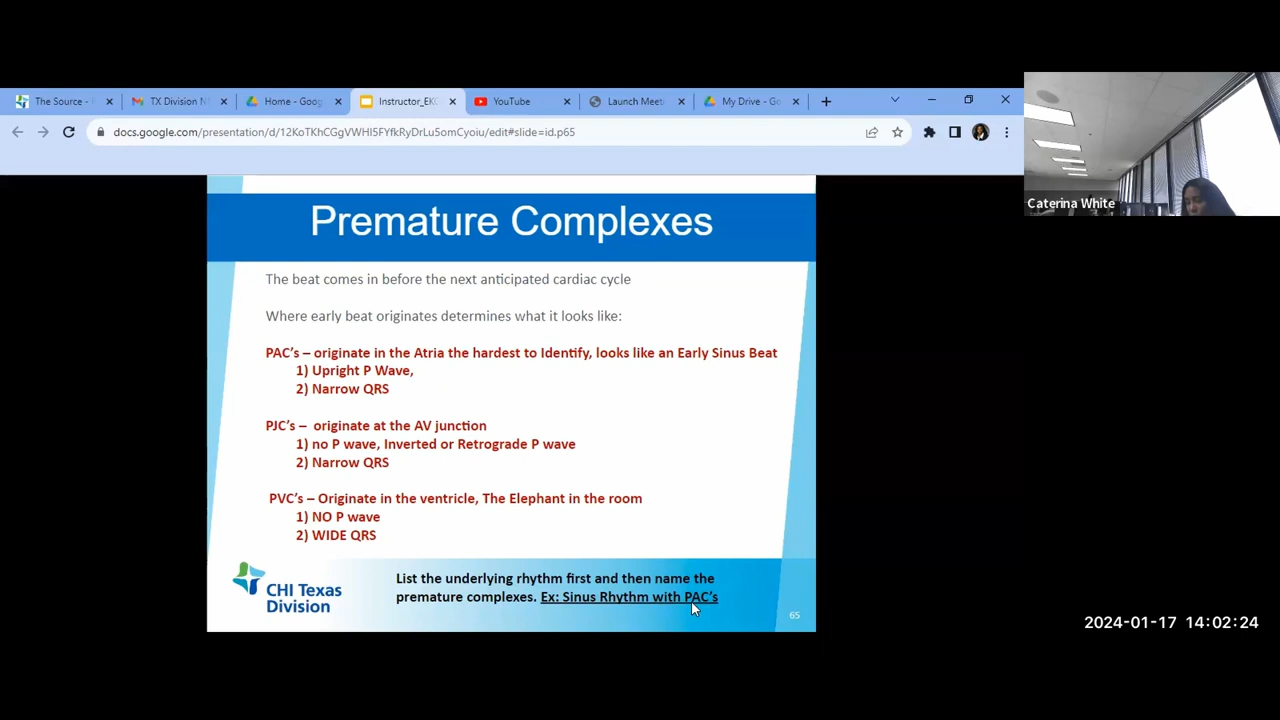 The Source -
TX Division N
Home - Goog
Instructor_EK
YouTube
Launch Meeti
My Drive - Go
docs.google.com/presentation/d/12KoTKhCGgVWHI5FYfkRyDrLu5omCyoiu/edit#slide=id.p65
Caterina White
Premature Complexes
The beat comes in before the next anticipated cardiac cycle
Where early beat originates determines what it looks like:
PAC's – originate in the Atria the hardest to Identify, looks like an Early Sinus Beat
1) Upright P Wave,
2) Narrow QRS
PJC's – originate at the AV junction
1) no P wave, Inverted or Retrograde P wave
2) Narrow QRS
PVC's – Originate in the ventricle, The Elephant in the room
1) NO P wave
2) WIDE QRS
CHI Texas
Division
List the underlying rhythm first and then name the
premature complexes. Ex: Sinus Rhythm with PAC's
65
2024-01-17 14:02:24